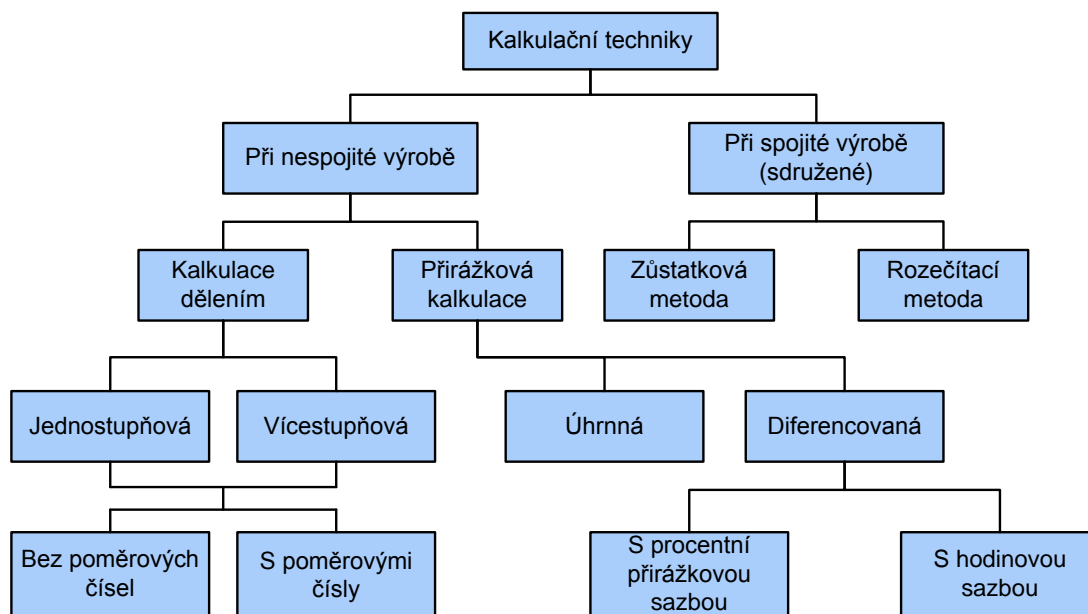 Kalkulační techniky
Při nespojité výrobě
Při spojité výrobě
(sdružené)
Kalkulace
dělením
Přirážková
kalkulace
Zůstatková
metoda
Rozečítací
metoda
Jednostupňová
Vícestupňová
Úhrnná
Diferencovaná
Bez poměrových
čísel
S poměrovými
čísly
S procentní
přirážkovou
sazbou
S hodinovou
sazbou